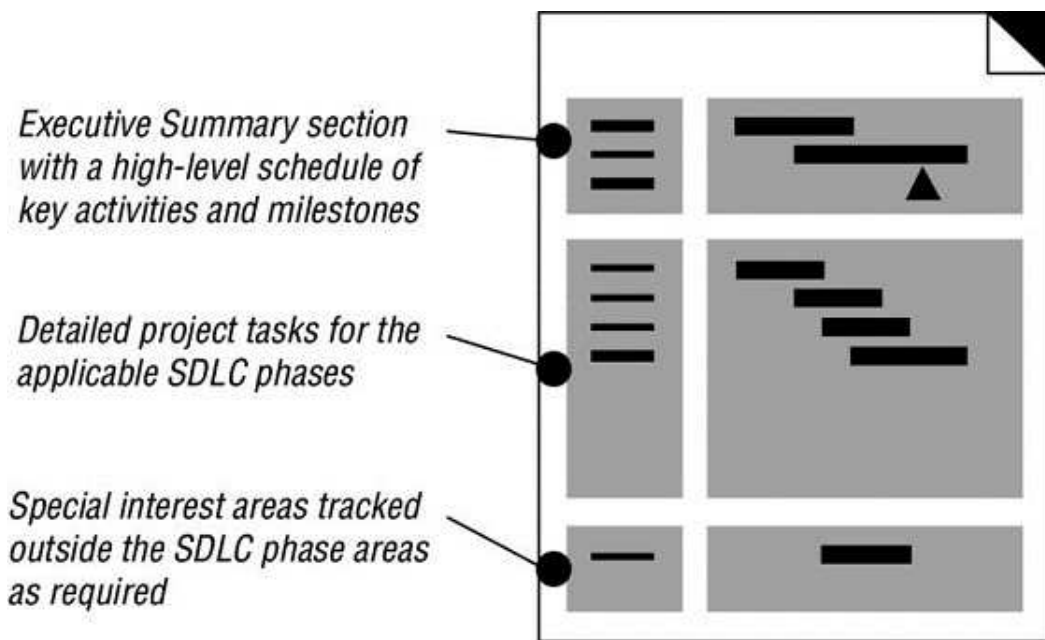 Executive Summary section
with a high-level schedule of
key activities and milestones
Detailed project tasks for the
applicable SDLC phases
Special interest areas tracked
outside the SDLC phase areas
as required